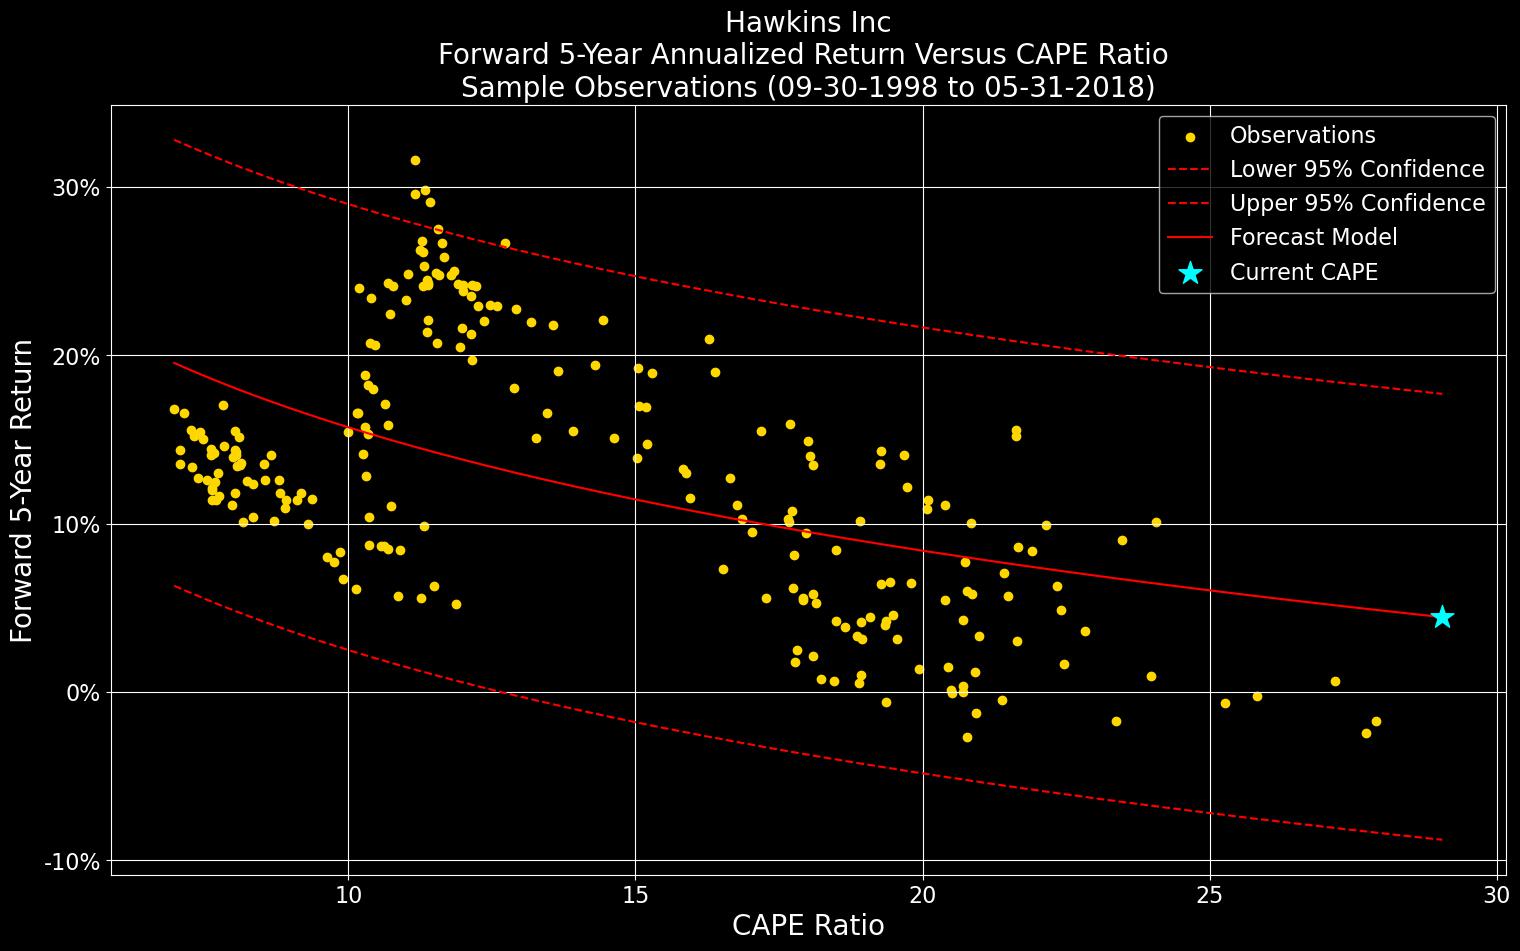 Hawkins Inc
Forward 5-Year Annualized Return Versus CAPE Ratio
Sample Observations (09-30-1998 to 05-31-2018)
Observations
Lower 95% Confidence
Upper 95% Confidence
Forecast Model
Current CAPE
Forward 5-Year Return
30%
20%
10%
0%
-10%
10
15
20
25
30
CAPE Ratio